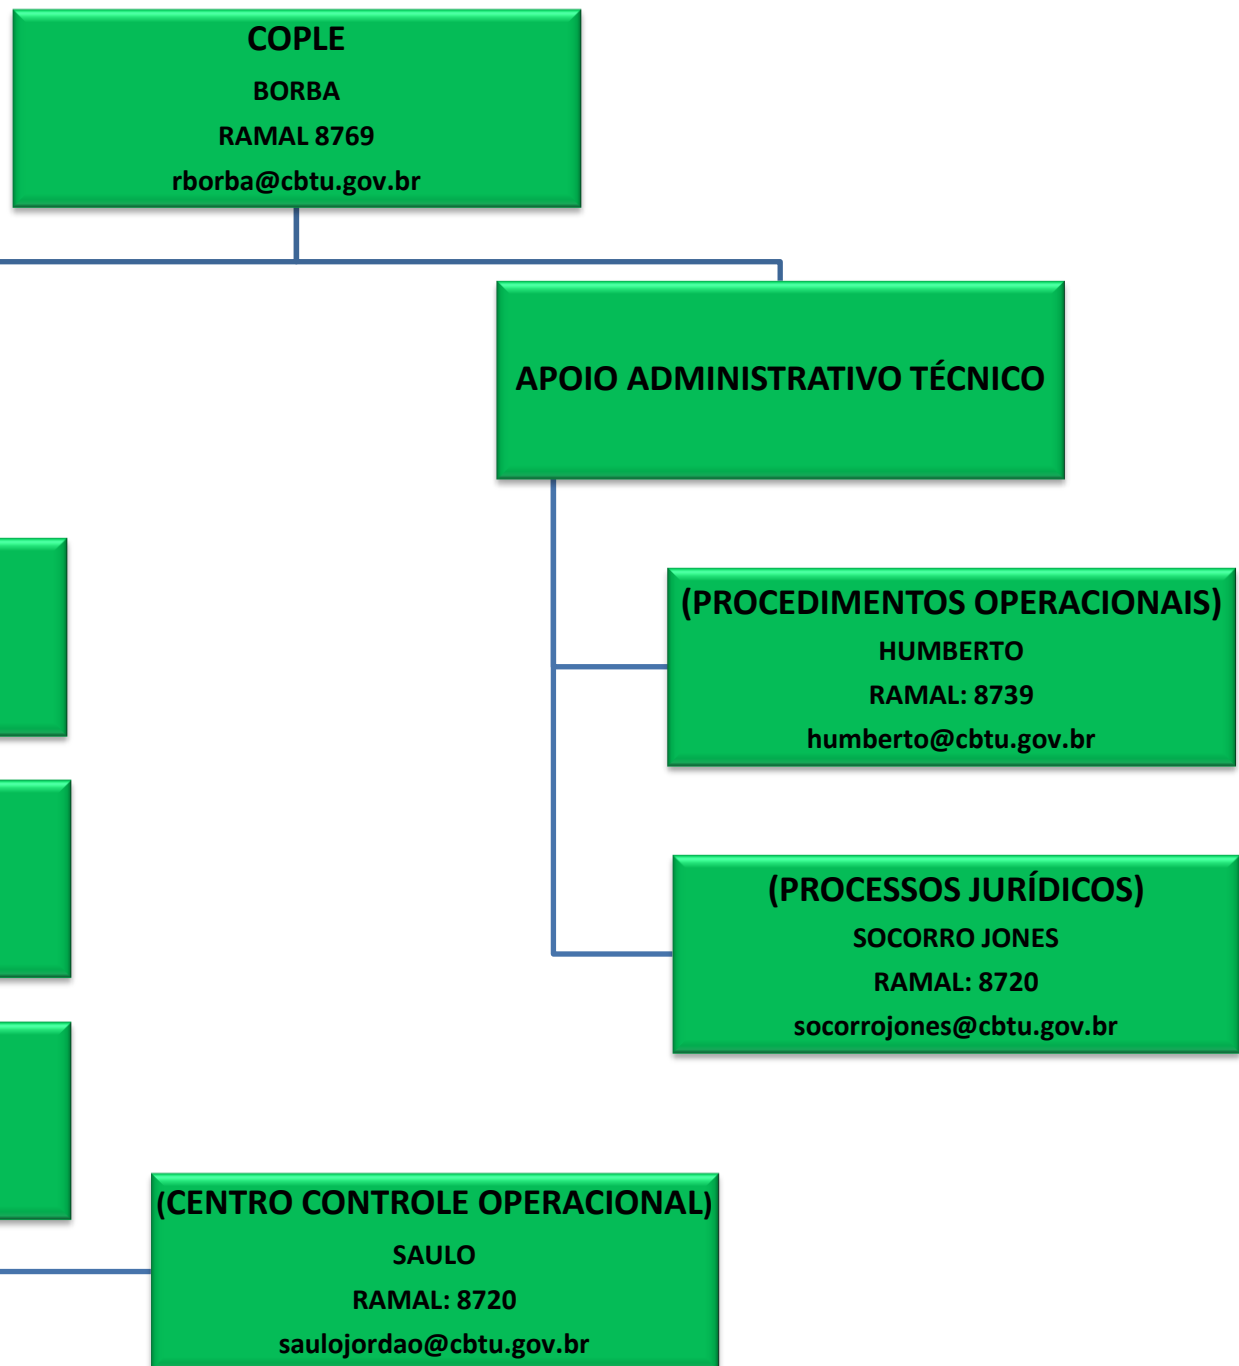 COPLE
BORBA
RAMAL 8769
rborba@cbtu.gov.br
APOIO ADMINISTRATIVO TÉCNICO
(PROCEDIMENTOS OPERACIONAIS)
HUMBERTO
RAMAL: 8739
humberto@cbtu.gov.br
(PROCESSOS JURÍDICOS)
SOCORRO JONES
RAMAL: 8720
socorrojones@cbtu.gov.br
(CENTRO CONTROLE OPERACIONAL)
SAULO
RAMAL: 8720
saulojordao@cbtu.gov.br